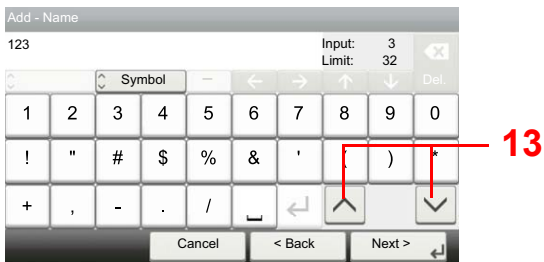 Add - Name
123 Input: 3
Limit: 32
Symbol Del.
1 2 3 4 5 6 7 8 9 0
! " # $ % & ' ( ) *
+ , - . /
13
Cancel < Back Next >